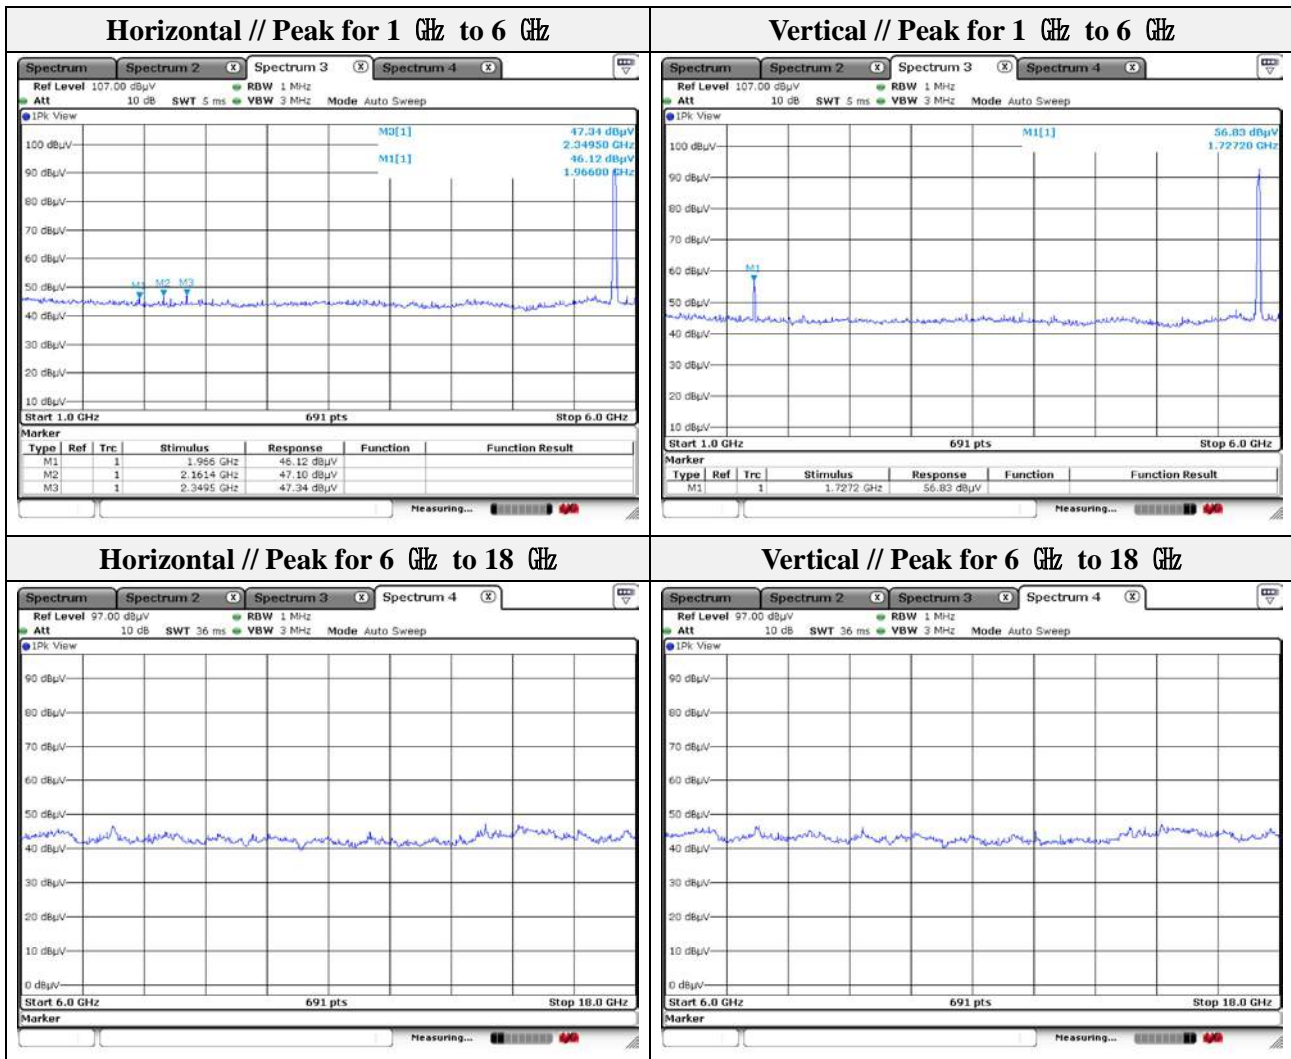 Horizontal // Peak for 1 ㎓ to 6 ㎓
Spectrum Spectrum 2 X Spectrum 3 X Spectrum 4 X
Ref Level 107.00 dBµV RBW 1 MHz
Att 10 dB SWT 5 ms VBW 3 MHz Mode Auto Sweep
1Pk View
M3[1] 47.34 dBµV
2.34950 GHz
M1[1] 46.12 dBµV
1.96600 GHz
100 dBµV
90 dBµV
80 dBµV
70 dBµV
60 dBµV
50 dBµV
40 dBµV
30 dBµV
20 dBµV
10 dBµV
M1 M2 M3
Start 1.0 GHz 691 pts Stop 6.0 GHz
Marker
Type Ref Trc Stimulus Response Function Function Result
M1 1 1.966 GHz 46.12 dBµV
M2 1 2.1614 GHz 47.10 dBµV
M3 1 2.3495 GHz 47.34 dBµV
Measuring...
Vertical // Peak for 1 ㎓ to 6 ㎓
Spectrum Spectrum 2 X Spectrum 3 X Spectrum 4 X
Ref Level 107.00 dBµV RBW 1 MHz
Att 10 dB SWT 5 ms VBW 3 MHz Mode Auto Sweep
1Pk View
M1[1] 56.83 dBµV
1.72720 GHz
100 dBµV
90 dBµV
80 dBµV
70 dBµV
60 dBµV
50 dBµV
40 dBµV
30 dBµV
20 dBµV
10 dBµV
M1
Start 1.0 GHz 691 pts Stop 6.0 GHz
Marker
Type Ref Trc Stimulus Response Function Function Result
M1 1 1.7272 GHz 56.83 dBµV
Measuring...
Horizontal // Peak for 6 ㎓ to 18 ㎓
Spectrum Spectrum 2 X Spectrum 3 X Spectrum 4 X
Ref Level 97.00 dBµV RBW 1 MHz
Att 10 dB SWT 36 ms VBW 3 MHz Mode Auto Sweep
1Pk View
90 dBµV
80 dBµV
70 dBµV
60 dBµV
50 dBµV
40 dBµV
30 dBµV
20 dBµV
10 dBµV
0 dBµV
Start 6.0 GHz 691 pts Stop 18.0 GHz
Marker
Measuring...
Vertical // Peak for 6 ㎓ to 18 ㎓
Spectrum Spectrum 2 X Spectrum 3 X Spectrum 4 X
Ref Level 97.00 dBµV RBW 1 MHz
Att 10 dB SWT 36 ms VBW 3 MHz Mode Auto Sweep
1Pk View
90 dBµV
80 dBµV
70 dBµV
60 dBµV
50 dBµV
40 dBµV
30 dBµV
20 dBµV
10 dBµV
0 dBµV
Start 6.0 GHz 691 pts Stop 18.0 GHz
Marker
Measuring...